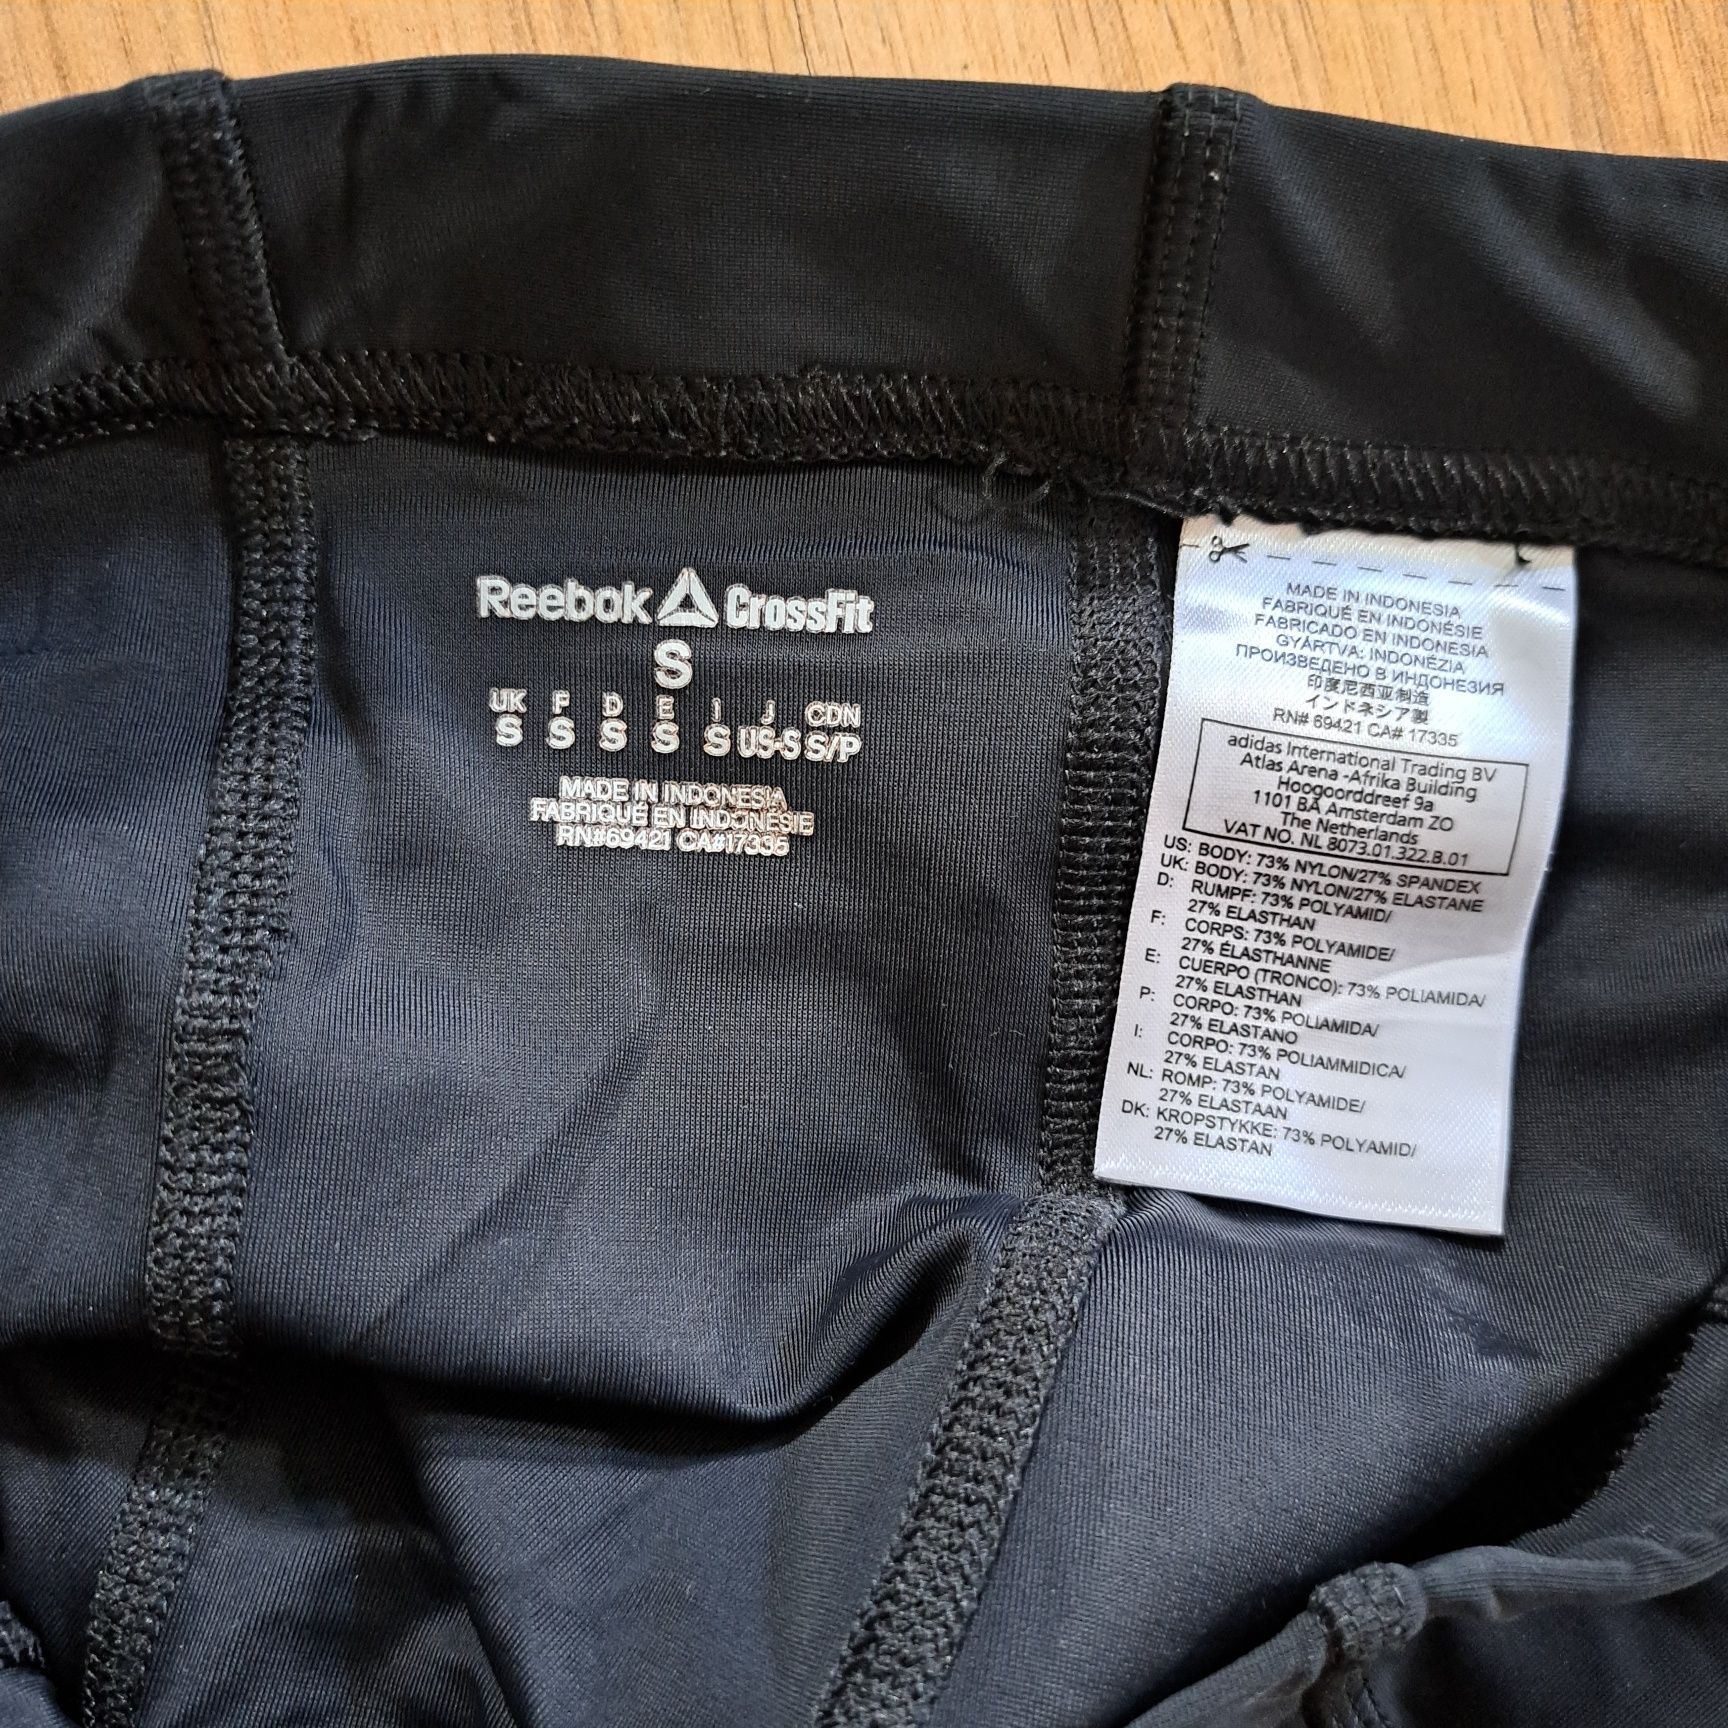 Reebok CrossFit
S
UK F D E I J CDN
S S S S S US-S S/P
MADE IN INDONESIA
FABRIQUÉ EN INDONÉSIE
RN#69421 CA#17335
MADE IN INDONESIA
FABRIQUÉ EN INDONÉSIE
FABRICADO EN INDONESIA
GYÁRTVA: INDONÉZIA
ПРОИЗВЕДЕНО В ИНДОНЕЗИЯ
印度尼西亚制造
インドネシア製
RN# 69421 CA# 17335
adidas International Trading BV
Atlas Arena -Afrika Building
Hoogoorddreef 9a
1101 BA Amsterdam ZO
The Netherlands
VAT NO. NL 8073.01.322.B.01
US: BODY: 73% NYLON/27% SPANDEX
UK: BODY: 73% NYLON/27% ELASTANE
D: RUMPF: 73% POLYAMID/
27% ELASTHAN
F: CORPS: 73% POLYAMIDE/
27% ÉLASTHANNE
E: CUERPO (TRONCO): 73% POLIAMIDA/
27% ELASTHAN
P: CORPO: 73% POLIAMIDA/
27% ELASTANO
I: CORPO: 73% POLIAMMIDICA/
27% ELASTAN
NL: ROMP: 73% POLYAMIDE/
27% ELASTAAN
DK: KROPSTYKKE: 73% POLYAMID/
27% ELASTAN